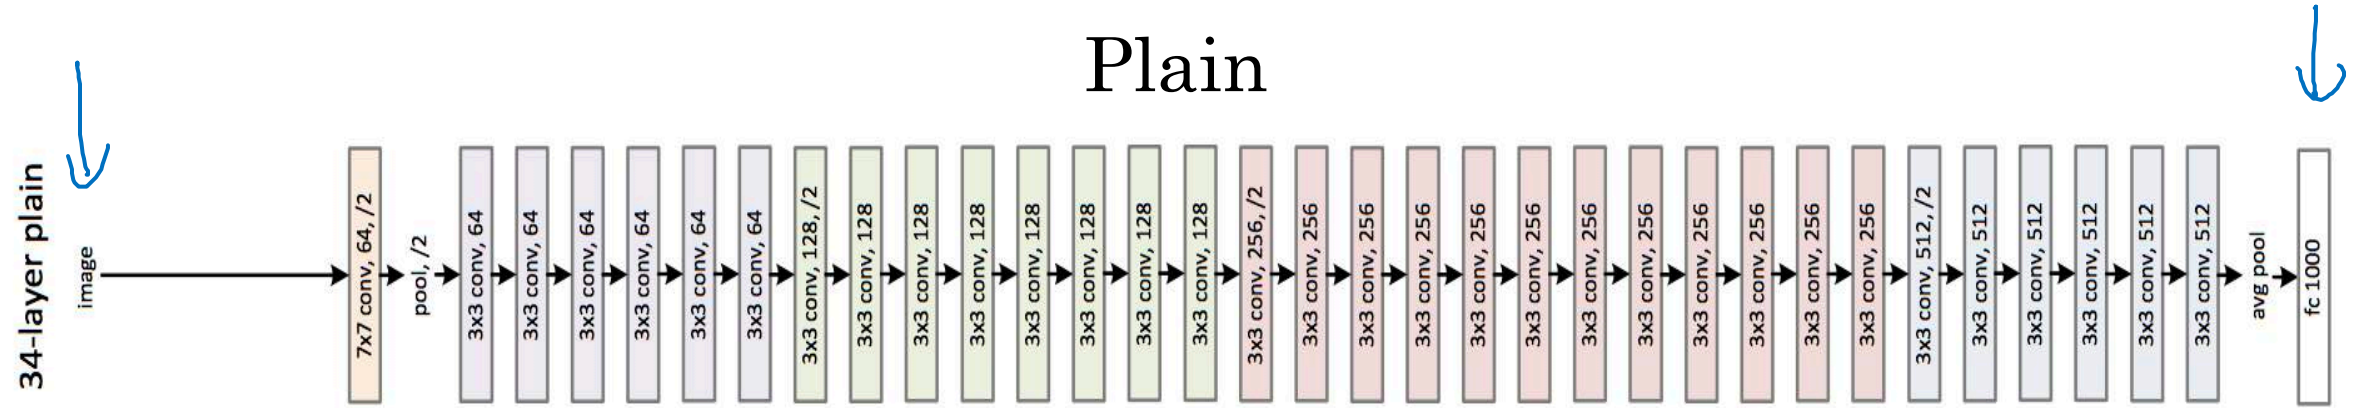 Plain
34-layer plain
image
7x7 conv, 64, /2
pool, /2
3x3 conv, 64
3x3 conv, 64
3x3 conv, 64
3x3 conv, 64
3x3 conv, 64
3x3 conv, 64
3x3 conv, 128, /2
3x3 conv, 128
3x3 conv, 128
3x3 conv, 128
3x3 conv, 128
3x3 conv, 128
3x3 conv, 128
3x3 conv, 128
3x3 conv, 256, /2
3x3 conv, 256
3x3 conv, 256
3x3 conv, 256
3x3 conv, 256
3x3 conv, 256
3x3 conv, 256
3x3 conv, 256
3x3 conv, 256
3x3 conv, 256
3x3 conv, 256
3x3 conv, 256
3x3 conv, 512, /2
3x3 conv, 512
3x3 conv, 512
3x3 conv, 512
3x3 conv, 512
3x3 conv, 512
avg pool
fc 1000